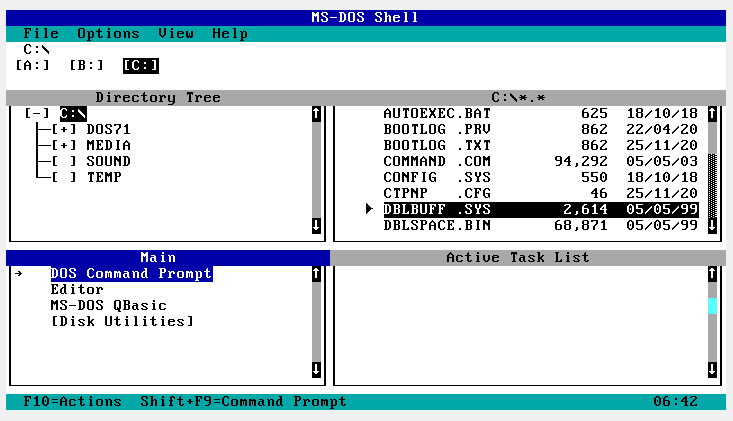 MS-DOS Shell
File Options View Help
C:\
[A:] [B:] [C:]
Directory Tree
[-] C:\
[+] DOS71
[+] MEDIA
[ ] SOUND
[ ] TEMP
C:\*.*
AUTOEXEC.BAT 625 18/10/18
BOOTLOG .PRV 862 22/04/20
BOOTLOG .TXT 862 25/11/20
COMMAND .COM 94,292 05/05/03
CONFIG .SYS 550 18/10/18
CTPNP .CFG 46 25/11/20
DBLBUFF .SYS 2,614 05/05/99
DBLSPACE.BIN 68,871 05/05/99
Main
DOS Command Prompt
Editor
MS-DOS QBasic
[Disk Utilities]
Active Task List
F10=Actions Shift+F9=Command Prompt 06:42